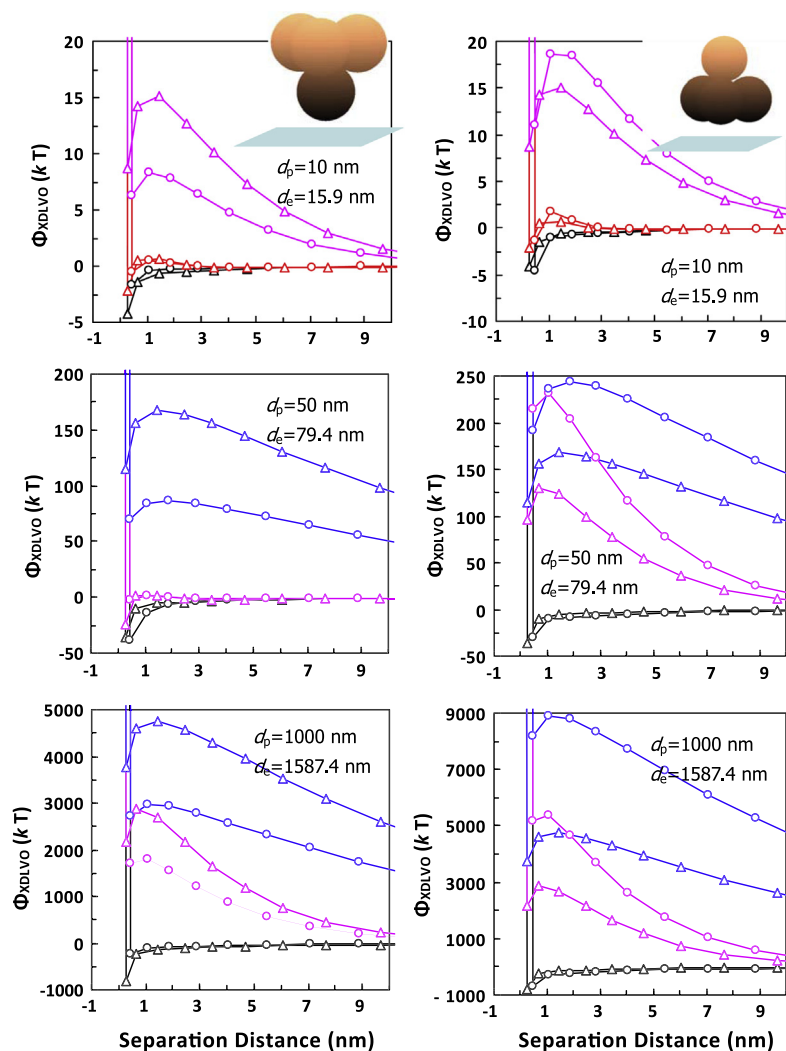 20
15
10
5
0
-5
-1 1 3 5 7 9
Φ_XDLVO (k T)
d_p=10 nm
d_e=15.9 nm
20
15
10
5
0
-5
-10
-1 1 3 5 7 9
Φ_XDLVO (k T)
d_p=10 nm
d_e=15.9 nm
200
150
100
50
0
-50
-1 1 3 5 7 9
Φ_XDLVO (k T)
d_p=50 nm
d_e=79.4 nm
250
200
150
100
50
0
-50
-1 1 3 5 7 9
Φ_XDLVO (k T)
d_p=50 nm
d_e=79.4 nm
5000
4000
3000
2000
1000
0
-1000
-1 1 3 5 7 9
Φ_XDLVO (k T)
d_p=1000 nm
d_e=1587.4 nm
Separation Distance (nm)
9000
7000
5000
3000
1000
- 1000
-1 1 3 5 7 9
Φ_XDLVO (k T)
d_p=1000 nm
d_e=1587.4 nm
Separation Distance (nm)